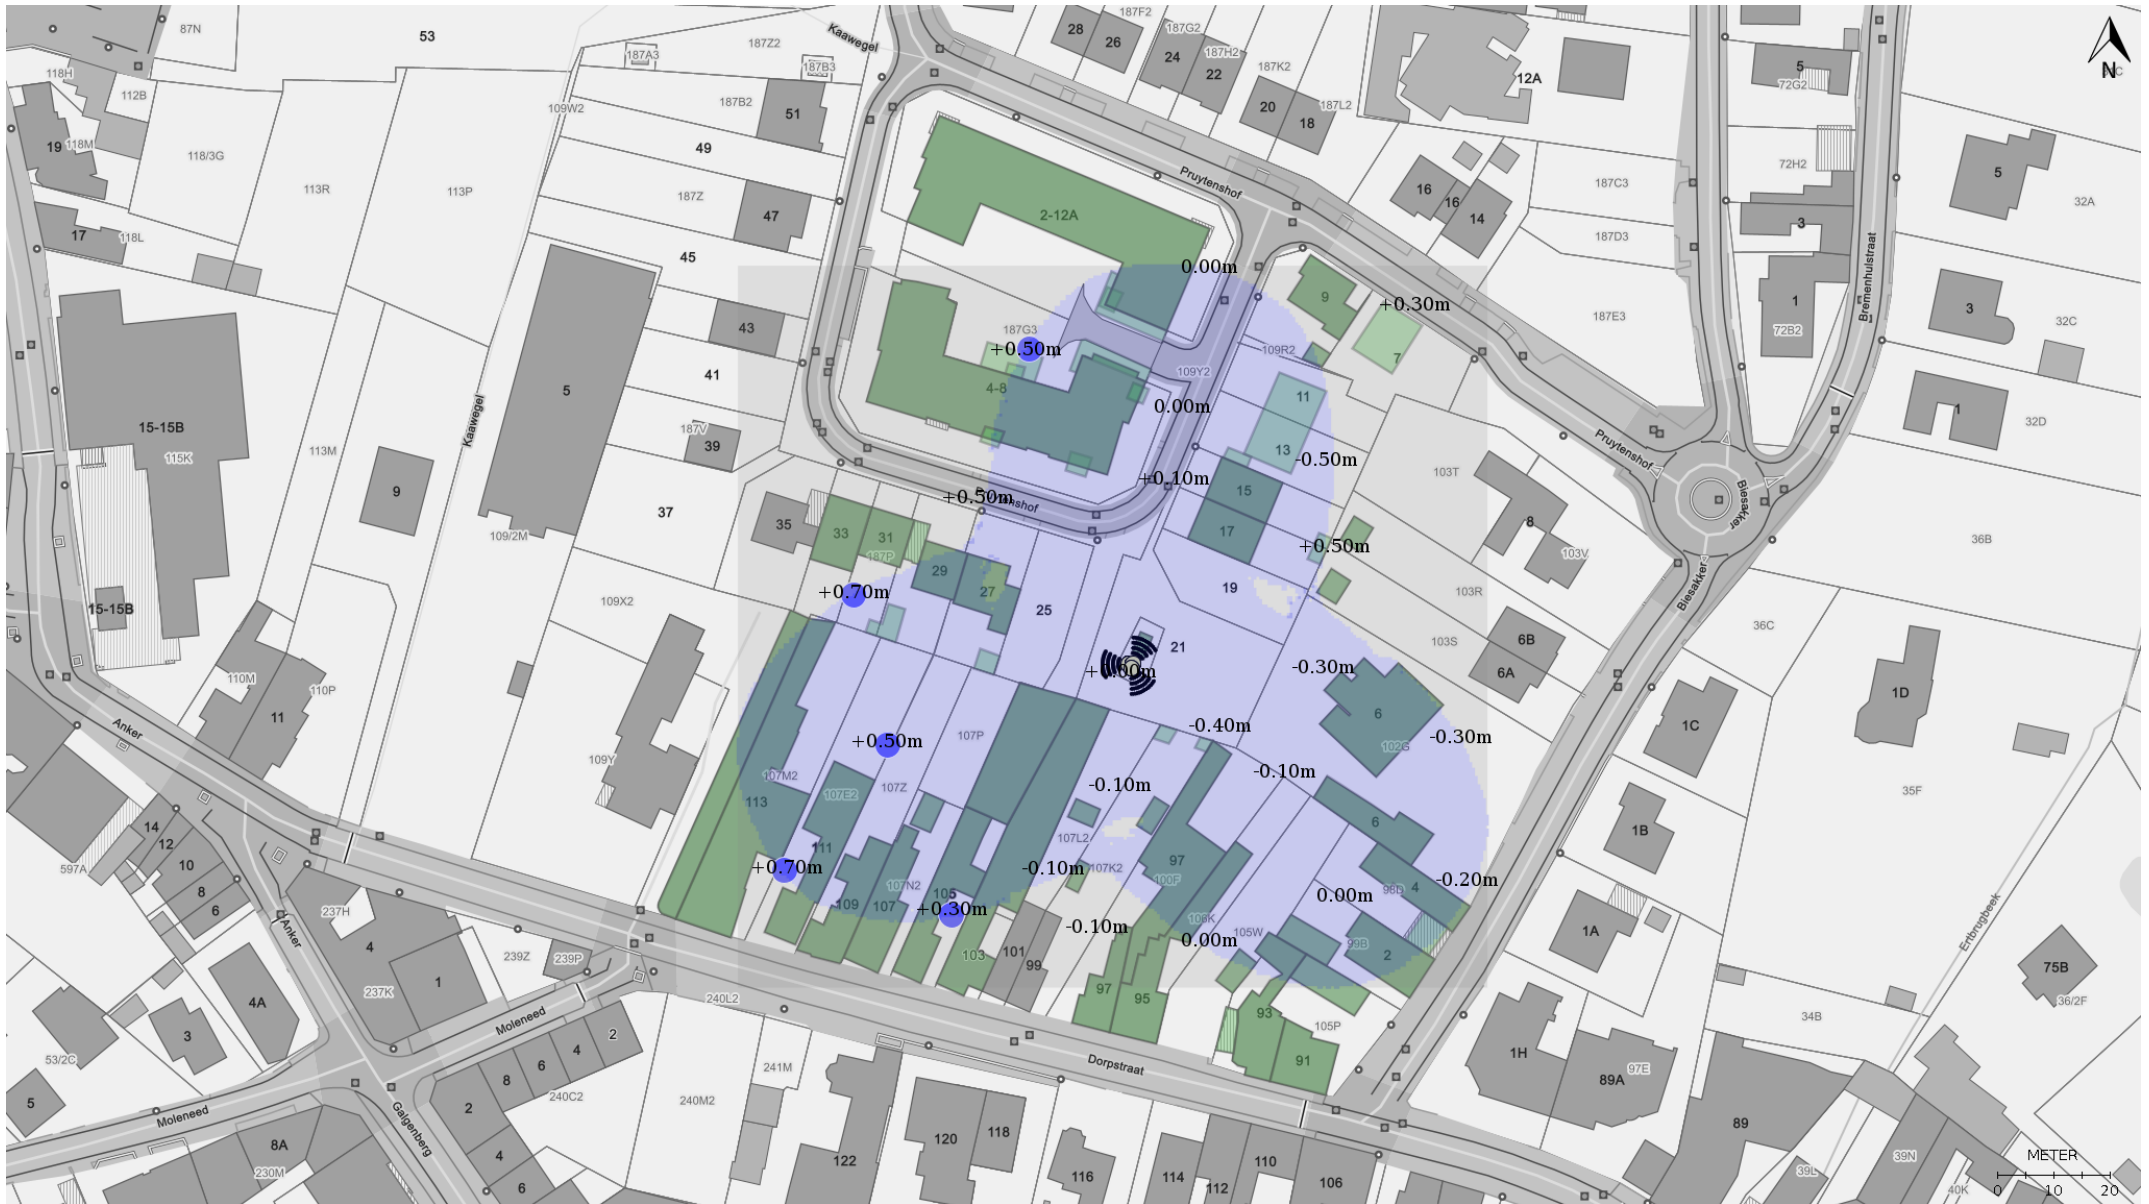 87N
53
187F2
28
26
187G2
24
22
187H2
Kaawegel
187A3
187Z2
187B3
187K2
12A
5
72G2
N
118H
112B
109W2
187B2
51
20
18
187L2
19
118M
118/3G
49
113R
113P
187Z
47
2-12A
Pruytenshof
16
16
14
187C3
72H2
5
32A
3
17
118L
45
187D3
Bremenhulstraat
0.00m
9
+0.30m
187E3
1
72B2
3
32C
43
187G3
+0.50m
109R2
7
5
41
4-8
109Y2
11
0.00m
1
32D
15-15B
115K
113M
Kaawegel
187V
39
13
-0.50m
Pruytenshof
103T
9
+0.10m
15
+0.50m
37
35
33
31
187P
17
8
103V
Biesakker
36B
109/2M
+0.50m
29
27
+0.70m
25
19
103R
Biesakker
15-15B
109X2
21
103S
6B
6A
36C
110M
110P
11
-0.30m
1D
1C
Anker
109Y
107P
-0.40m
6
102G
-0.30m
+0.50m
107M2
107Z
-0.10m
-0.10m
35F
113
107E2
14
12
10
8
6
597A
111
107L2
107K2
97
100F
6
1B
+0.70m
-0.10m
107N2
105
109
107
+0.30m
98D
4
-0.20m
0.00m
237H
4
Anker
-0.10m
106K
0.00m
105W
99B
2
1A
Ertbrugbeek
239Z
239P
101
99
103
75B
237K
1
4A
240L2
97
95
93
105P
36/2F
34B
3
Moleneed
2
4
6
8
53/2C
91
1H
97E
89A
241M
Dorpstraat
5
Moleneed
2
240C2
240M2
Galgenberg
89
120
118
8A
230M
4
6
122
116
114
112
110
106
39L
39N
40K
METER
0 10 20